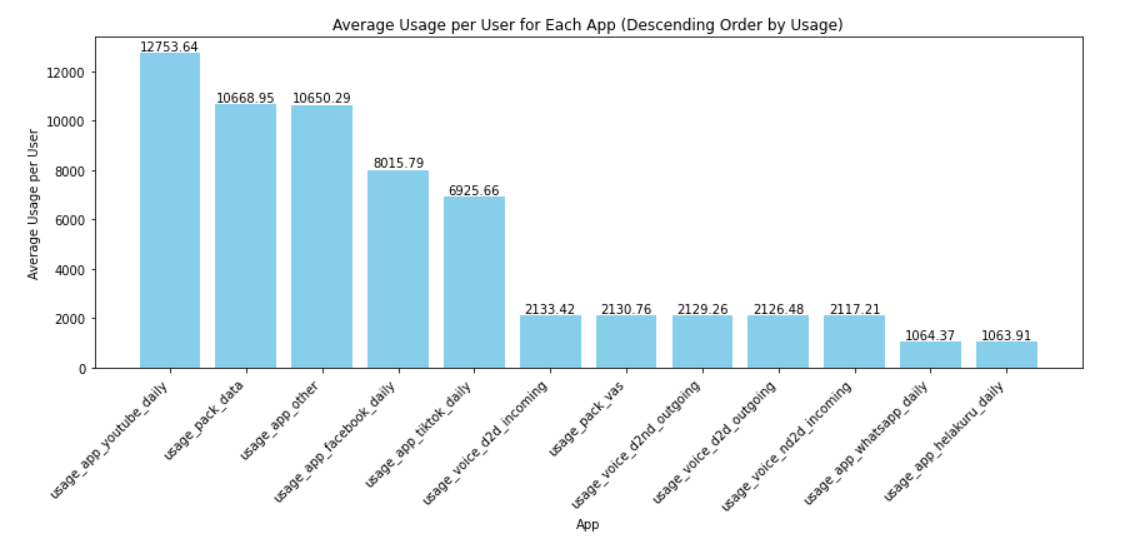 Average Usage per User for Each App (Descending Order by Usage)
Average Usage per User
12000
10000
8000
6000
4000
2000
0
12753.64
10668.95
10650.29
8015.79
6925.66
2133.42
2130.76
2129.26
2126.48
2117.21
1064.37
1063.91
usage_app_youtube_daily
usage_pack_data
usage_app_other
usage_app_facebook_daily
usage_app_tiktok_daily
usage_voice_d2d_incoming
usage_pack_vas
usage_voice_d2nd_outgoing
usage_voice_d2d_outgoing
usage_voice_nd2d_incoming
usage_app_whatsapp_daily
usage_app_helakuru_daily
App